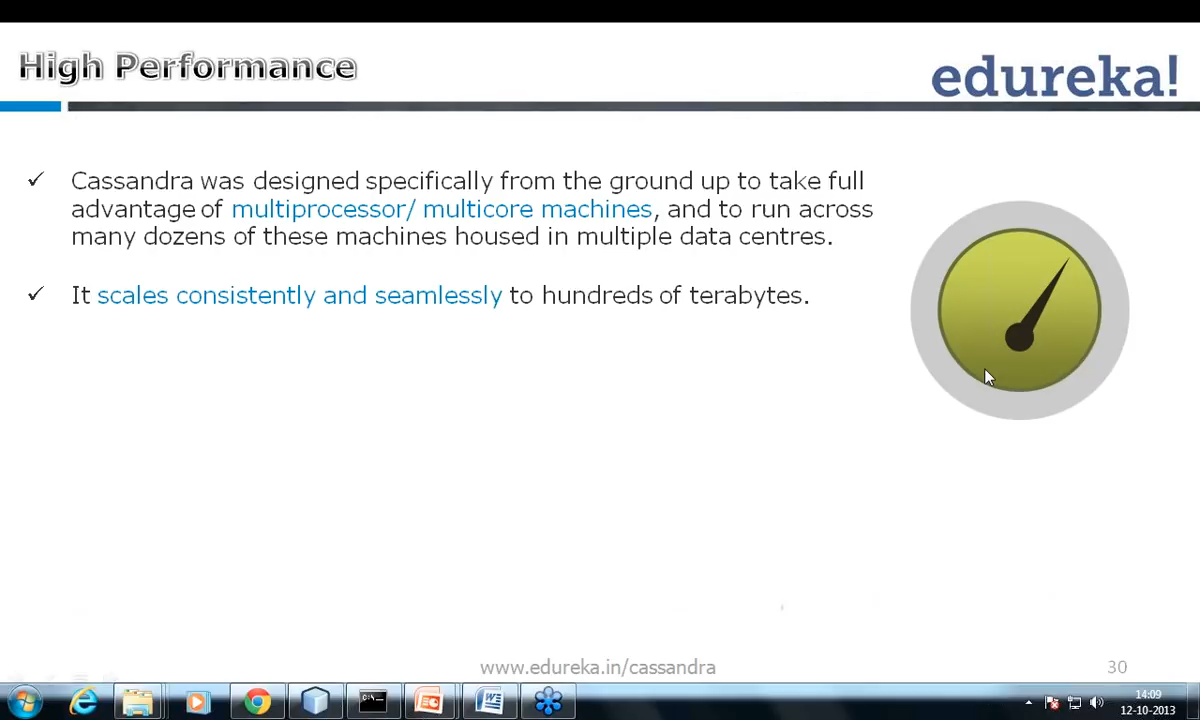 High Performance
edureka!
Cassandra was designed specifically from the ground up to take full
advantage of multiprocessor/ multicore machines, and to run across
many dozens of these machines housed in multiple data centres.
It scales consistently and seamlessly to hundreds of terabytes.
www.edureka.in/cassandra
30
14:09
12-10-2013